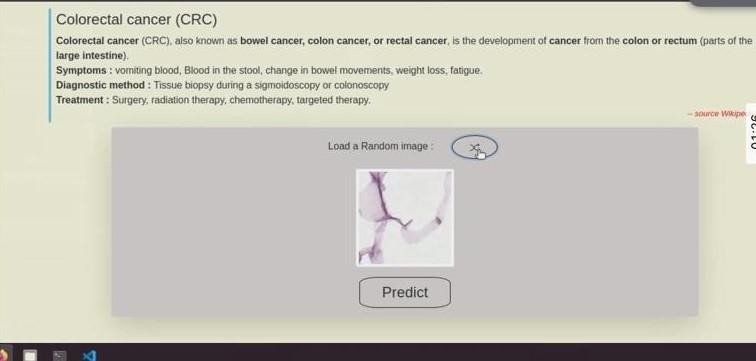 Colorectal cancer (CRC)
Colorectal cancer (CRC), also known as bowel cancer, colon cancer, or rectal cancer, is the development of cancer from the colon or rectum (parts of the
large intestine).
Symptoms : vomiting blood, Blood in the stool, change in bowel movements, weight loss, fatigue.
Diagnostic method : Tissue biopsy during a sigmoidoscopy or colonoscopy
Treatment : Surgery, radiation therapy, chemotherapy, targeted therapy.
-- source
Load a Random image :
Predict